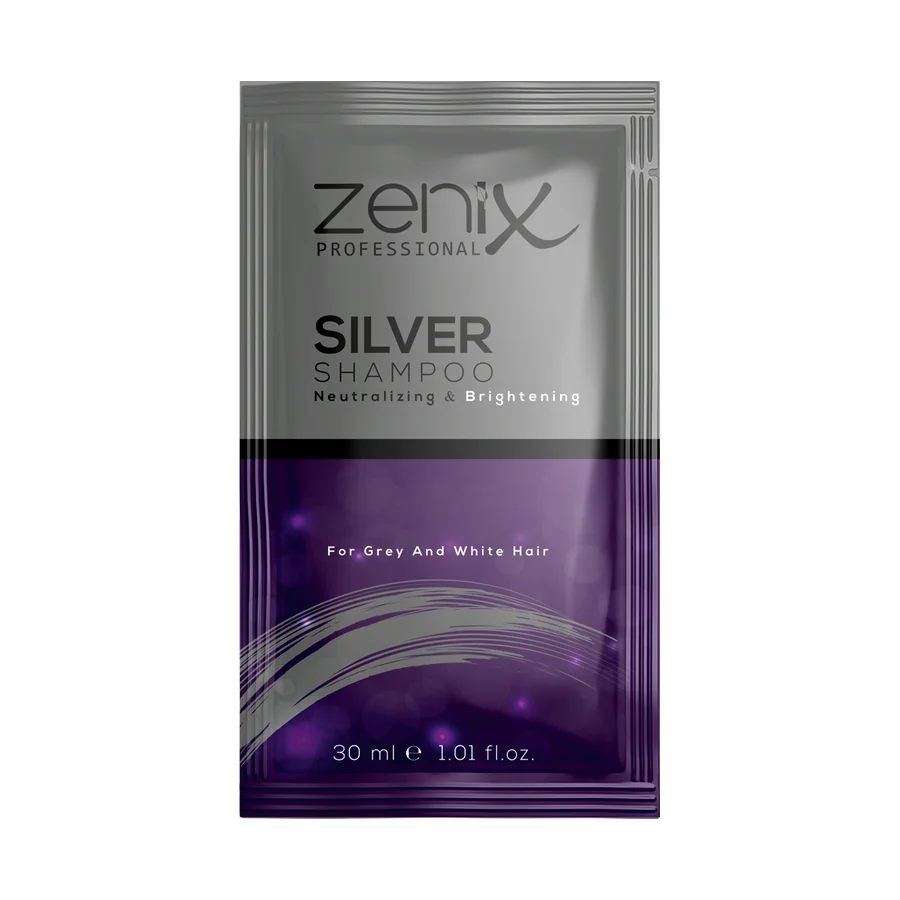 zenix
PROFESSIONAL
SILVER
SHAMPOO
Neutralizing & Brightening
For Grey And White Hair
30 ml ℮ 1.01 fl.oz.